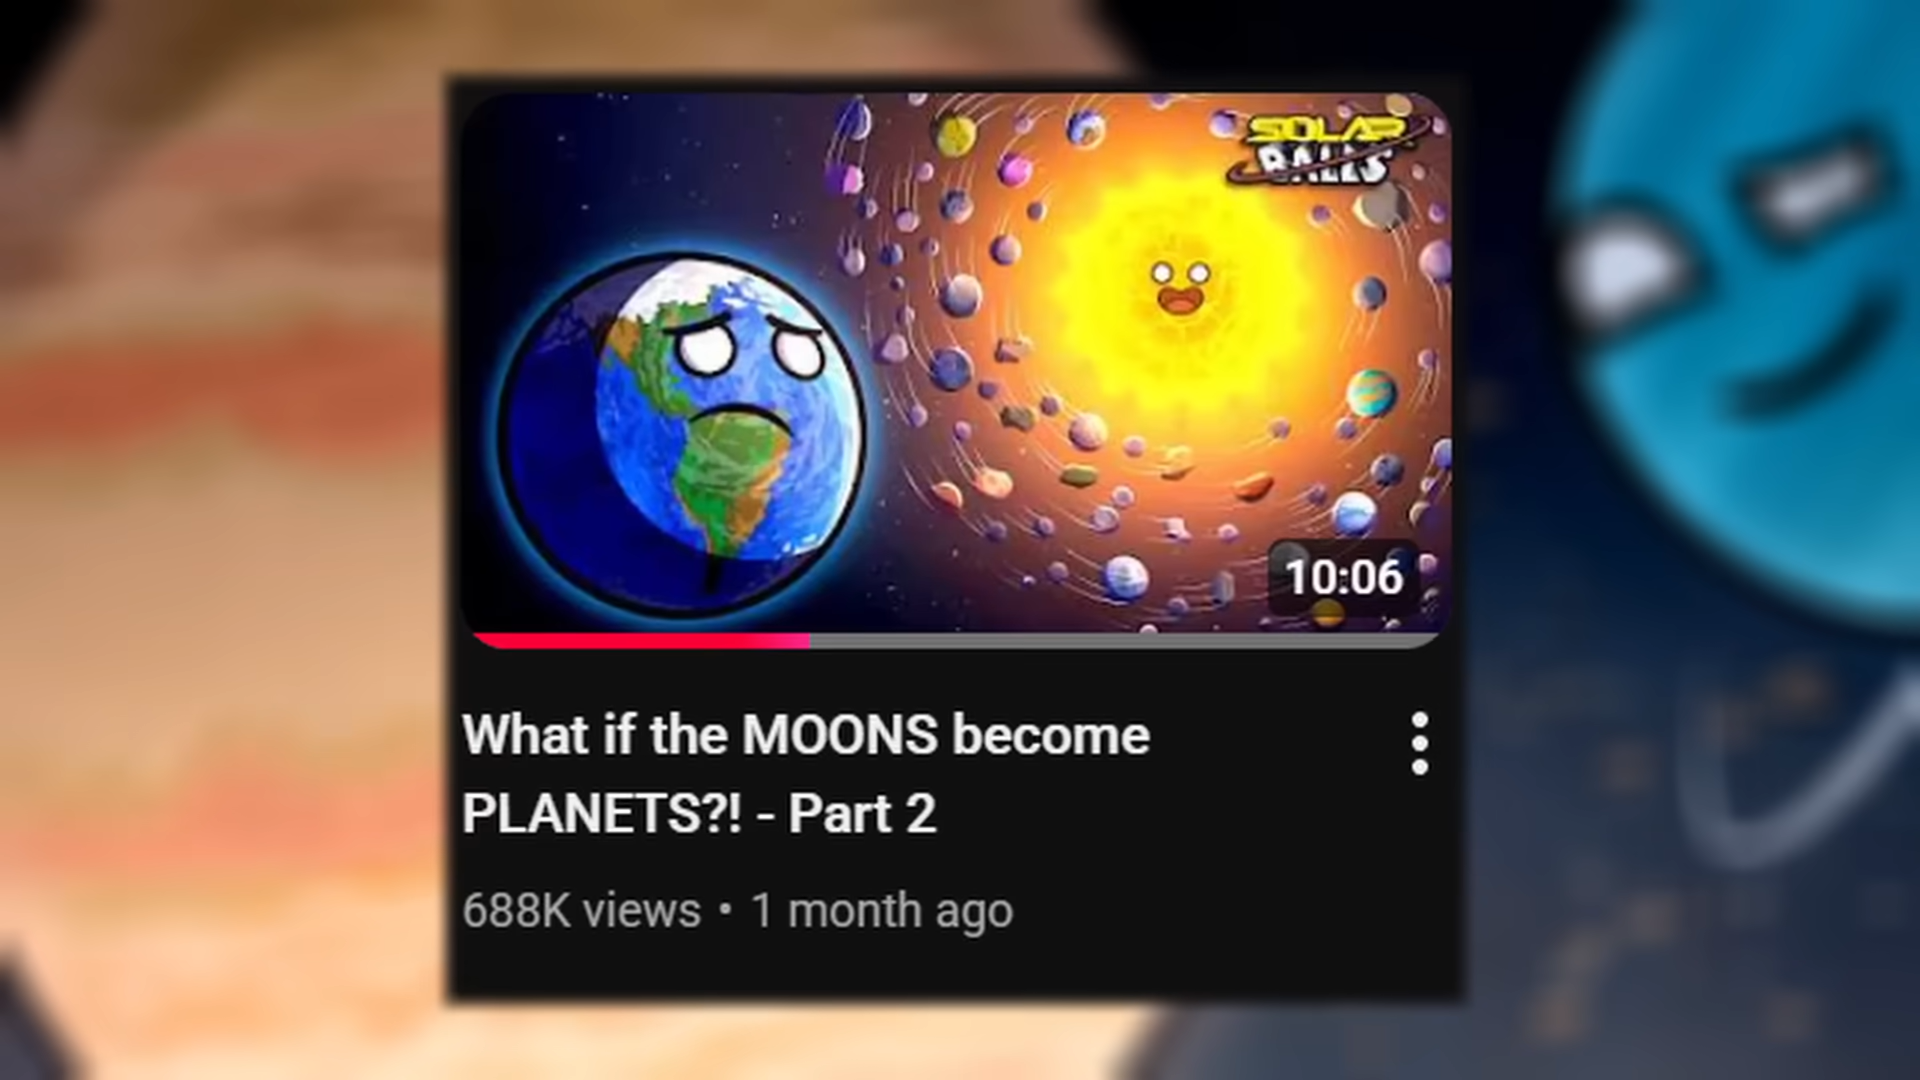 SOLAR
BALLS
10:06
What if the MOONS become
PLANETS?! - Part 2
688K views • 1 month ago